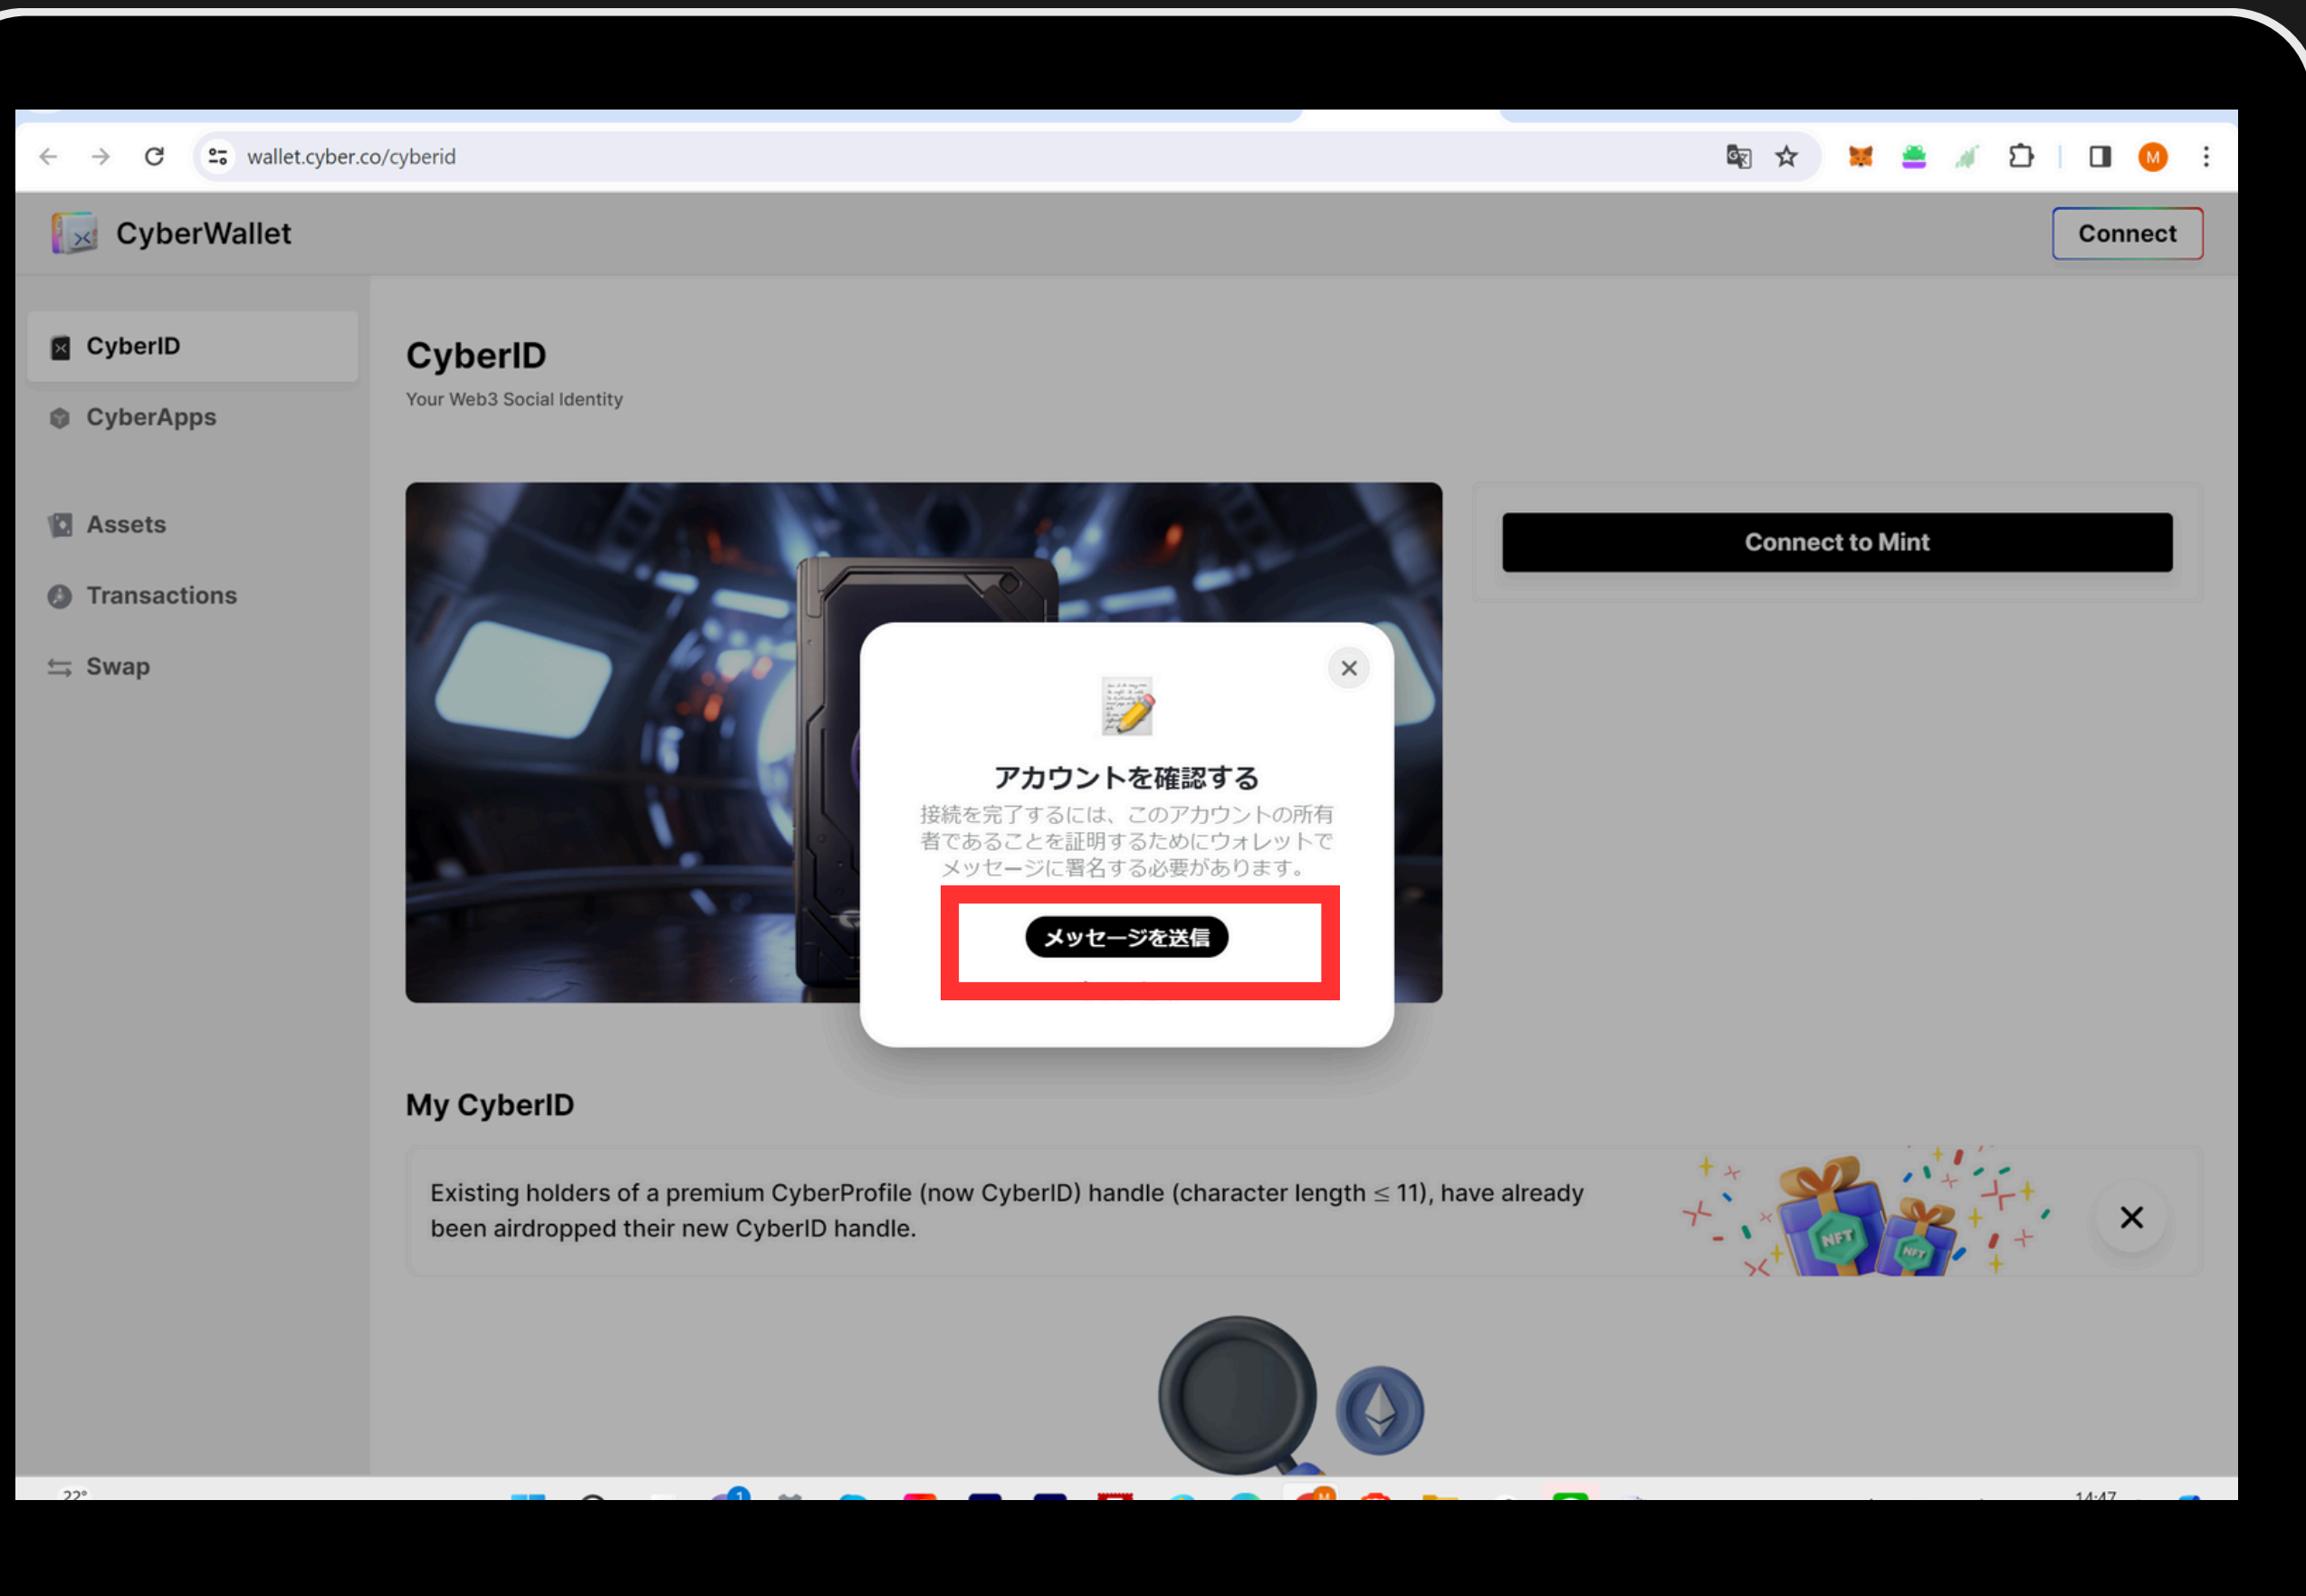 wallet.cyber.co/cyberid
M
CyberWallet
Connect
CyberID
CyberApps
Assets
Transactions
Swap
CyberID
Your Web3 Social Identity
Connect to Mint
アカウントを確認する
接続を完了するには、このアカウントの所有
者であることを証明するためにウォレットで
メッセージに署名する必要があります。
メッセージを送信
My CyberID
Existing holders of a premium CyberProfile (now CyberID) handle (character length ≤ 11), have already
been airdropped their new CyberID handle.
NFT
NFT
22°
1
M
14:47